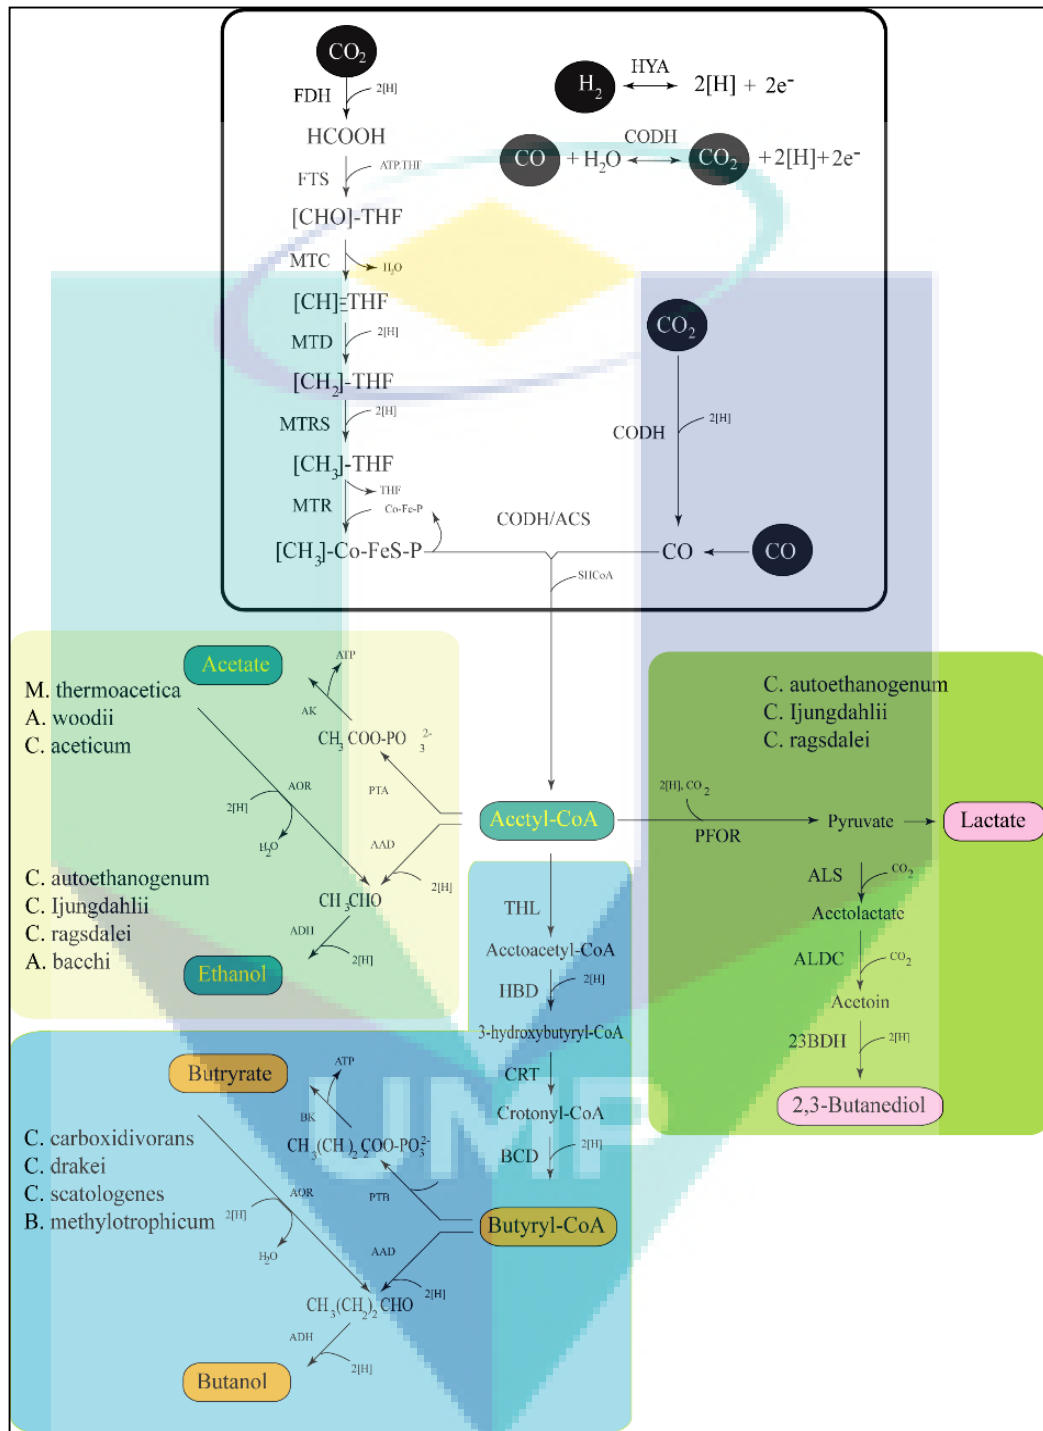 CO2
FDH
2[H]
HCOOH
FTS
ATP.THF
[CHO]-THF
MTC
H2O
[CH]≡THF
MTD
2[H]
[CH2]-THF
MTRS
2[H]
[CH3]-THF
THF
MTR
Co-Fe-P
[CH3]-Co-FeS-P
H2 HYA 2[H] + 2e-
CODH
CO + H2O CO2 +2[H]+2e-
CO2
CODH
2[H]
CODH/ACS
CO
CO
SHCoA
Acetate
ATP
M. thermoacetica
A. woodii
C. aceticum
AK
CH3COO-PO3 2-
AOR
2[H]
H2O
PTA
AAD
2[H]
C. autoethanogenum
C. Ijungdahlii
C. ragsdalei
A. bacchi
CH3CHO
ADH
2[H]
Ethanol
Acctyl-CoA
C. autoethanogenum
C. Ijungdahlii
C. ragsdalei
2[H], CO2
PFOR
Pyruvate
Lactate
ALS
CO2
Acctolactate
ALDC
CO2
Acetoin
23BDH
2[H]
2,3-Butanediol
THL
Acctoacetyl-CoA
HBD
2[H]
3-hydroxybutyryl-CoA
CRT
Crotonyl-CoA
BCD
2[H]
Butyryl-CoA
Butryrate
ATP
BK
CH3(CH2)2COO-PO3 2-
C. carboxidivorans
C. drakei
C. scatologenes
B. methylotrophicum
AOR
2[H]
H2O
PTB
AAD
2[H]
CH3(CH2)2CHO
ADH
2[H]
Butanol
UMP